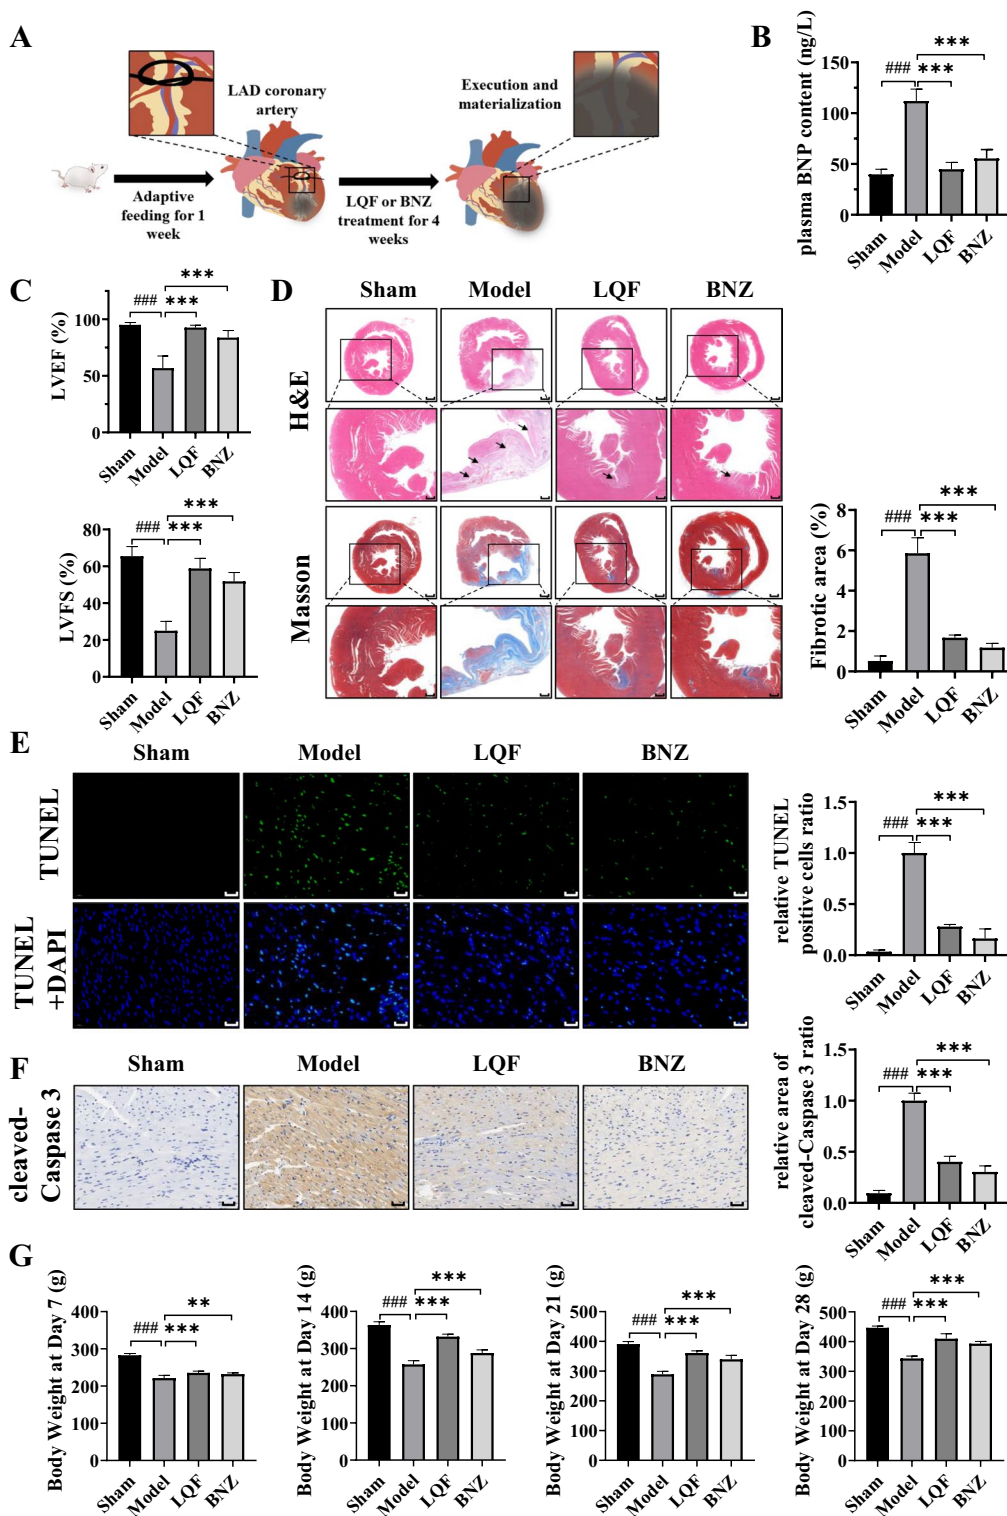 A
LAD coronary
artery
Execution and
materialization
Adaptive
feeding for 1
week
LQF or BNZ
treatment for 4
weeks
B
plasma BNP content (ng/L)
150
100
50
0
###
***
***
Sham
Model
LQF
BNZ
C
LVEF (%)
100
50
0
###
***
***
Sham
Model
LQF
BNZ
LVFS (%)
80
60
40
20
0
###
***
***
Sham
Model
LQF
BNZ
D
Sham
Model
LQF
BNZ
H&E
Masson
Fibrotic area (%)
8
6
4
2
0
###
***
***
Sham
Model
LQF
BNZ
E
Sham
Model
LQF
BNZ
TUNEL
TUNEL
+DAPI
relative TUNEL
positive cells ratio
1.5
1.0
0.5
0.0
###
***
***
Sham
Model
LQF
BNZ
F
Sham
Model
LQF
BNZ
cleaved-
Caspase 3
relative area of
cleaved-Caspase 3 ratio
1.5
1.0
0.5
0.0
###
***
***
Sham
Model
LQF
BNZ
G
Body Weight at Day 7 (g)
400
300
200
100
0
###
***
**
Sham
Model
LQF
BNZ
Body Weight at Day 14 (g)
400
300
200
100
0
###
***
***
Sham
Model
LQF
BNZ
Body Weight at Day 21 (g)
500
400
300
200
100
0
###
***
***
Sham
Model
LQF
BNZ
Body Weight at Day 28 (g)
500
400
300
200
100
0
###
***
***
Sham
Model
LQF
BNZ